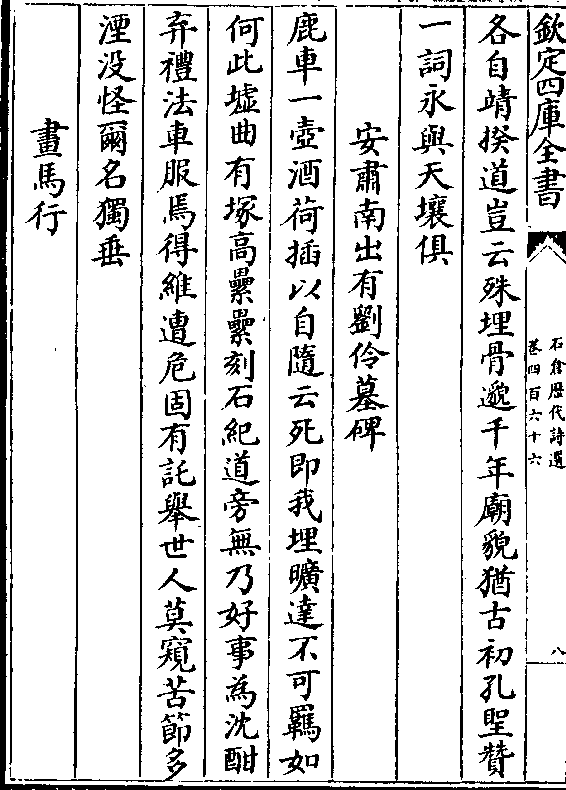 欽定四庫全書
石倉歷代詩選
卷四百六十六
八
各自靖揆道豈云殊埋骨邈千年廟貌猶古初孔聖贊
一詞永與天壤俱
安肅南出有劉伶墓碑
鹿車一壺酒荷插以自隨云死即我埋曠達不可羈如
何此墟曲有塚高纍纍刻石紀道旁無乃好事為沈酣
弃禮法車服焉得維遭危固有託舉世人莫窺苦節多
湮没怪爾名獨垂
畫馬行